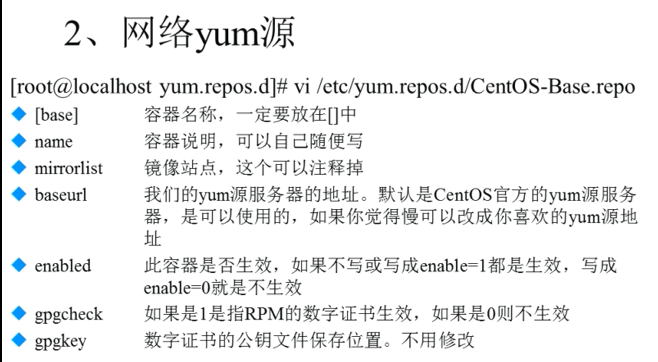 2、网络yum源
[root@localhost yum.repos.d]# vi /etc/yum.repos.d/CentOS-Base.repo
[base] 容器名称，一定要放在[]中
name 容器说明，可以自己随便写
mirrorlist 镜像站点，这个可以注释掉
baseurl 我们的yum源服务器的地址。默认是CentOS官方的yum源服务
器，是可以使用的，如果你觉得慢可以改成你喜欢的yum源地
址
enabled 此容器是否生效，如果不写或写成enable=1都是生效，写成
enable=0就是不生效
gpgcheck 如果是1是指RPM的数字证书生效，如果是0则不生效
gpgkey 数字证书的公钥文件保存位置。不用修改